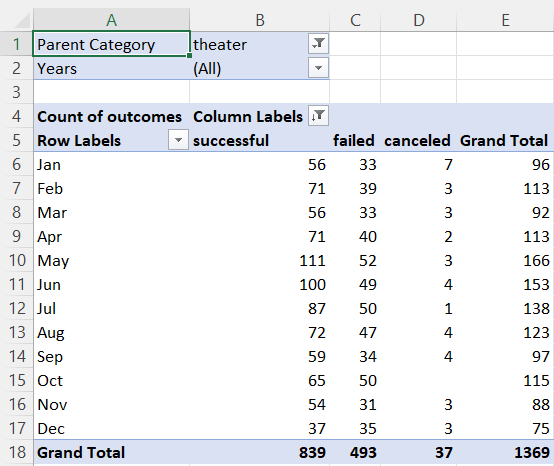 A B C D E
1 Parent Category theater
2 Years (All)
3
4 Count of outcomes Column Labels
5 Row Labels successful failed canceled Grand Total
6 Jan 56 33 7 96
7 Feb 71 39 3 113
8 Mar 56 33 3 92
9 Apr 71 40 2 113
10 May 111 52 3 166
11 Jun 100 49 4 153
12 Jul 87 50 1 138
13 Aug 72 47 4 123
14 Sep 59 34 4 97
15 Oct 65 50 115
16 Nov 54 31 3 88
17 Dec 37 35 3 75
18 Grand Total 839 493 37 1369